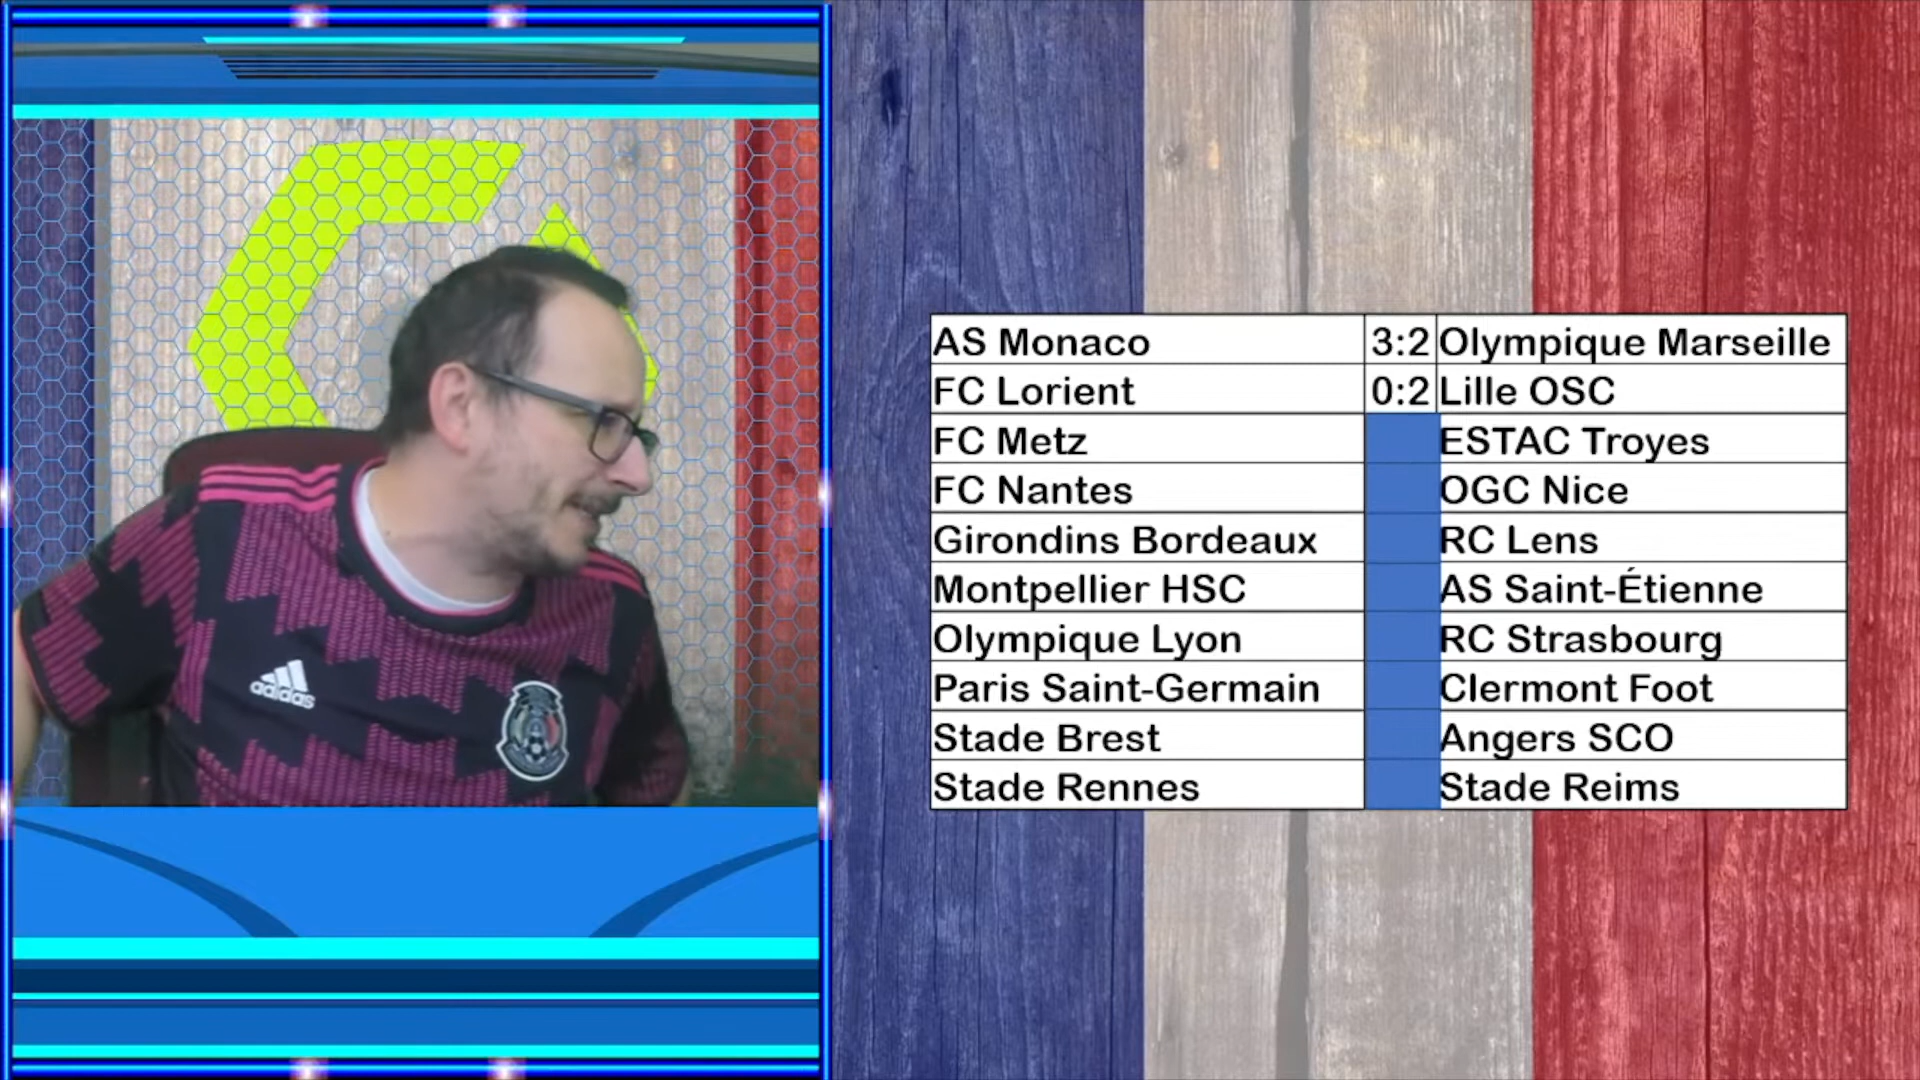 adidas
AS Monaco 3:2 Olympique Marseille
FC Lorient 0:2 Lille OSC
FC Metz ESTAC Troyes
FC Nantes OGC Nice
Girondins Bordeaux RC Lens
Montpellier HSC AS Saint-Étienne
Olympique Lyon RC Strasbourg
Paris Saint-Germain Clermont Foot
Stade Brest Angers SCO
Stade Rennes Stade Reims